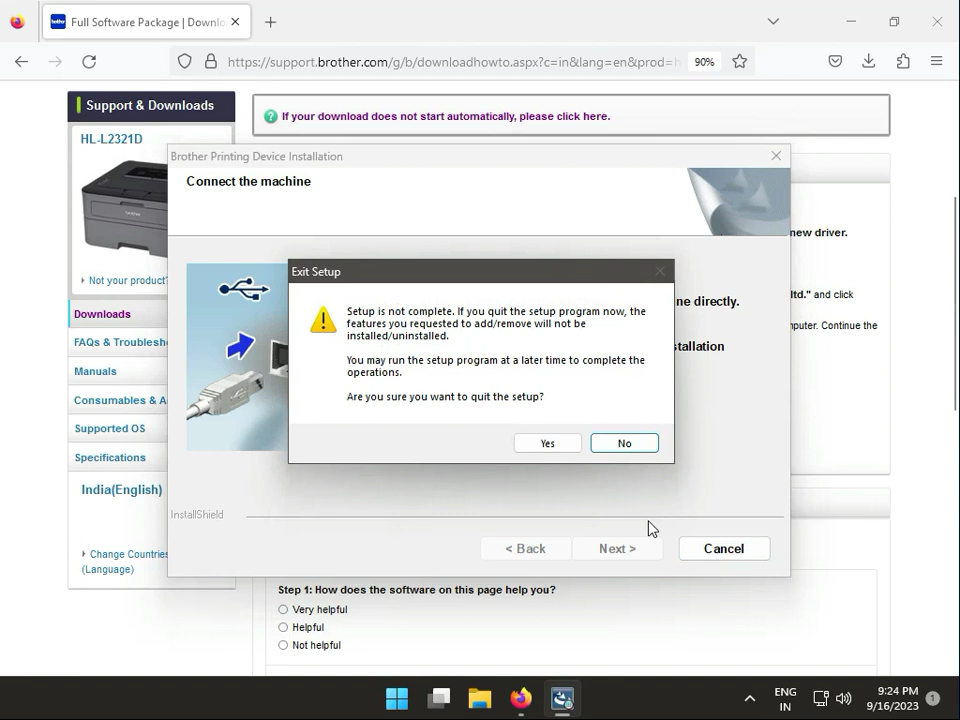 Full Software Package | Downlo
https://support.brother.com/g/b/downloadhowto.aspx?c=in&lang=en&prod=h
90%
Support & Downloads
HL-L2321D
Not your product?
Downloads
FAQs & Troublesh
Manuals
Consumables & A
Supported OS
Specifications
India(English)
Change Countries
(Language)
If your download does not start automatically, please click here.
new driver.
ltd." and click
mputer. Continue the
Brother Printing Device Installation
Connect the machine
ne directly.
stallation
Exit Setup
Setup is not complete. If you quit the setup program now, the
features you requested to add/remove will not be
installed/uninstalled.
You may run the setup program at a later time to complete the
operations.
Are you sure you want to quit the setup?
Yes
No
InstallShield
< Back
Next >
Cancel
Step 1: How does the software on this page help you?
Very helpful
Helpful
Not helpful
ENG
IN
9:24 PM
9/16/2023
1